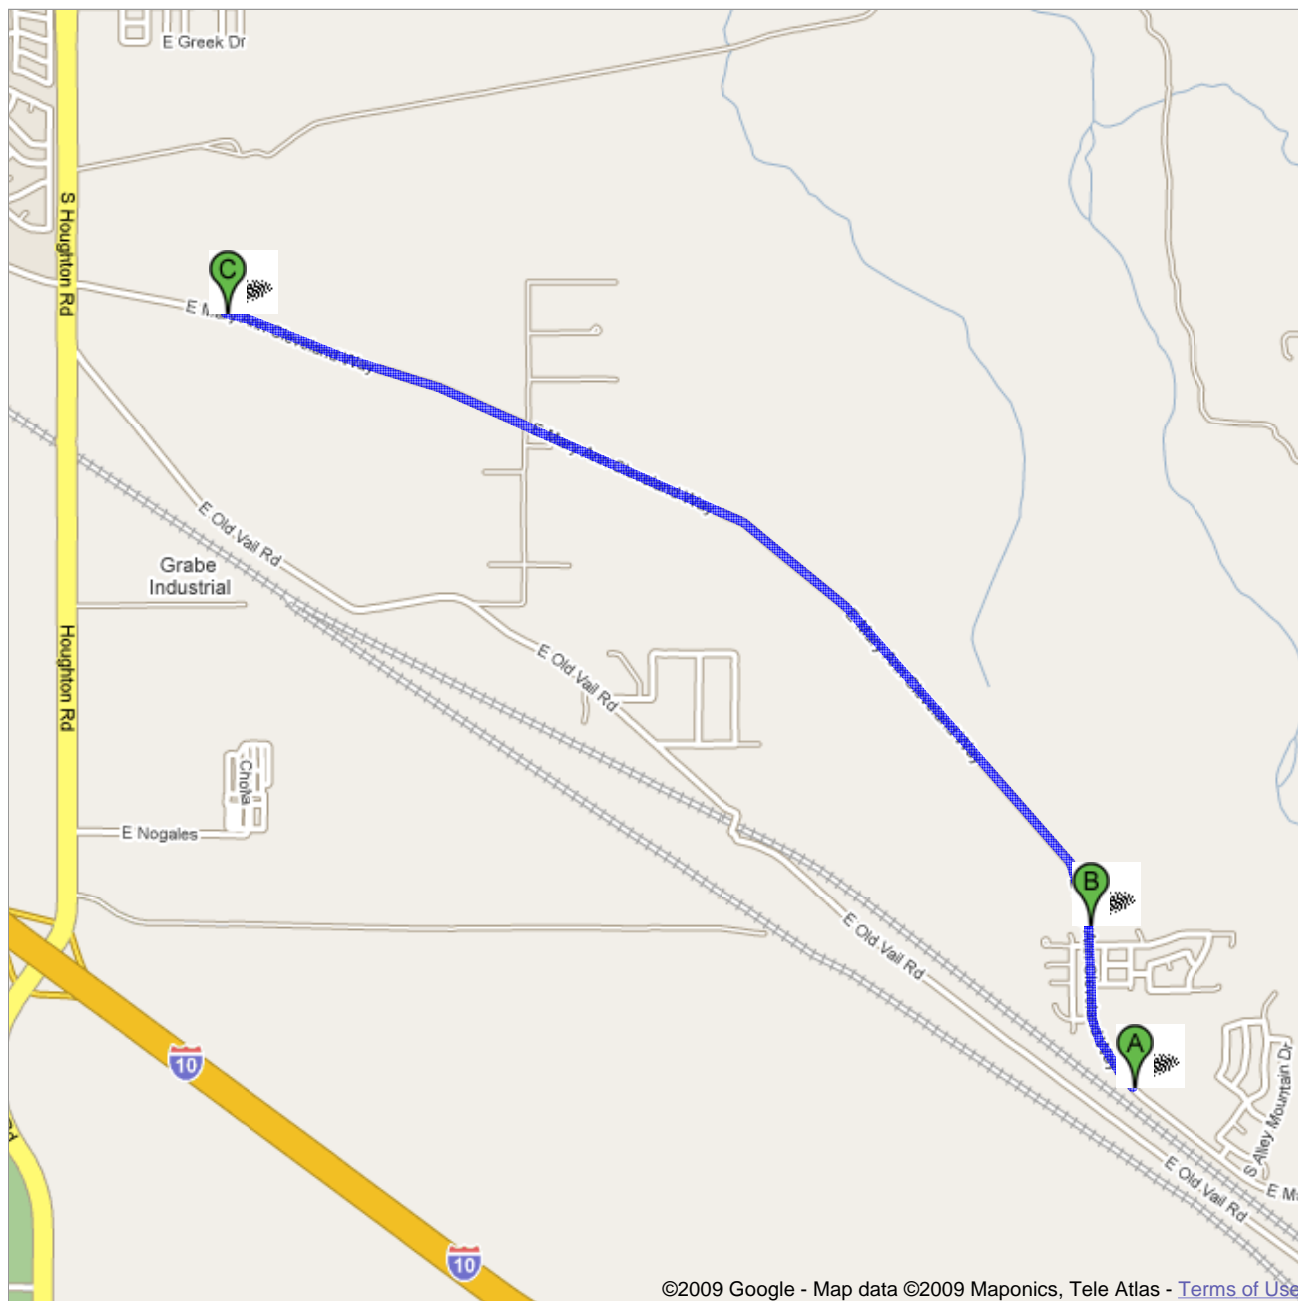 E Greek Dr
S Houghton Rd
C
E Old Vail Rd
Grabe
Industrial
Houghton Rd
E Old Vail Rd
Cholla
E Nogales
B
E Old Vail Rd
A
10
S Alley Mountain Dr
E Old Vail Rd
10
©2009 Google - Map data ©2009 Maponics, Tele Atlas - Terms of Use